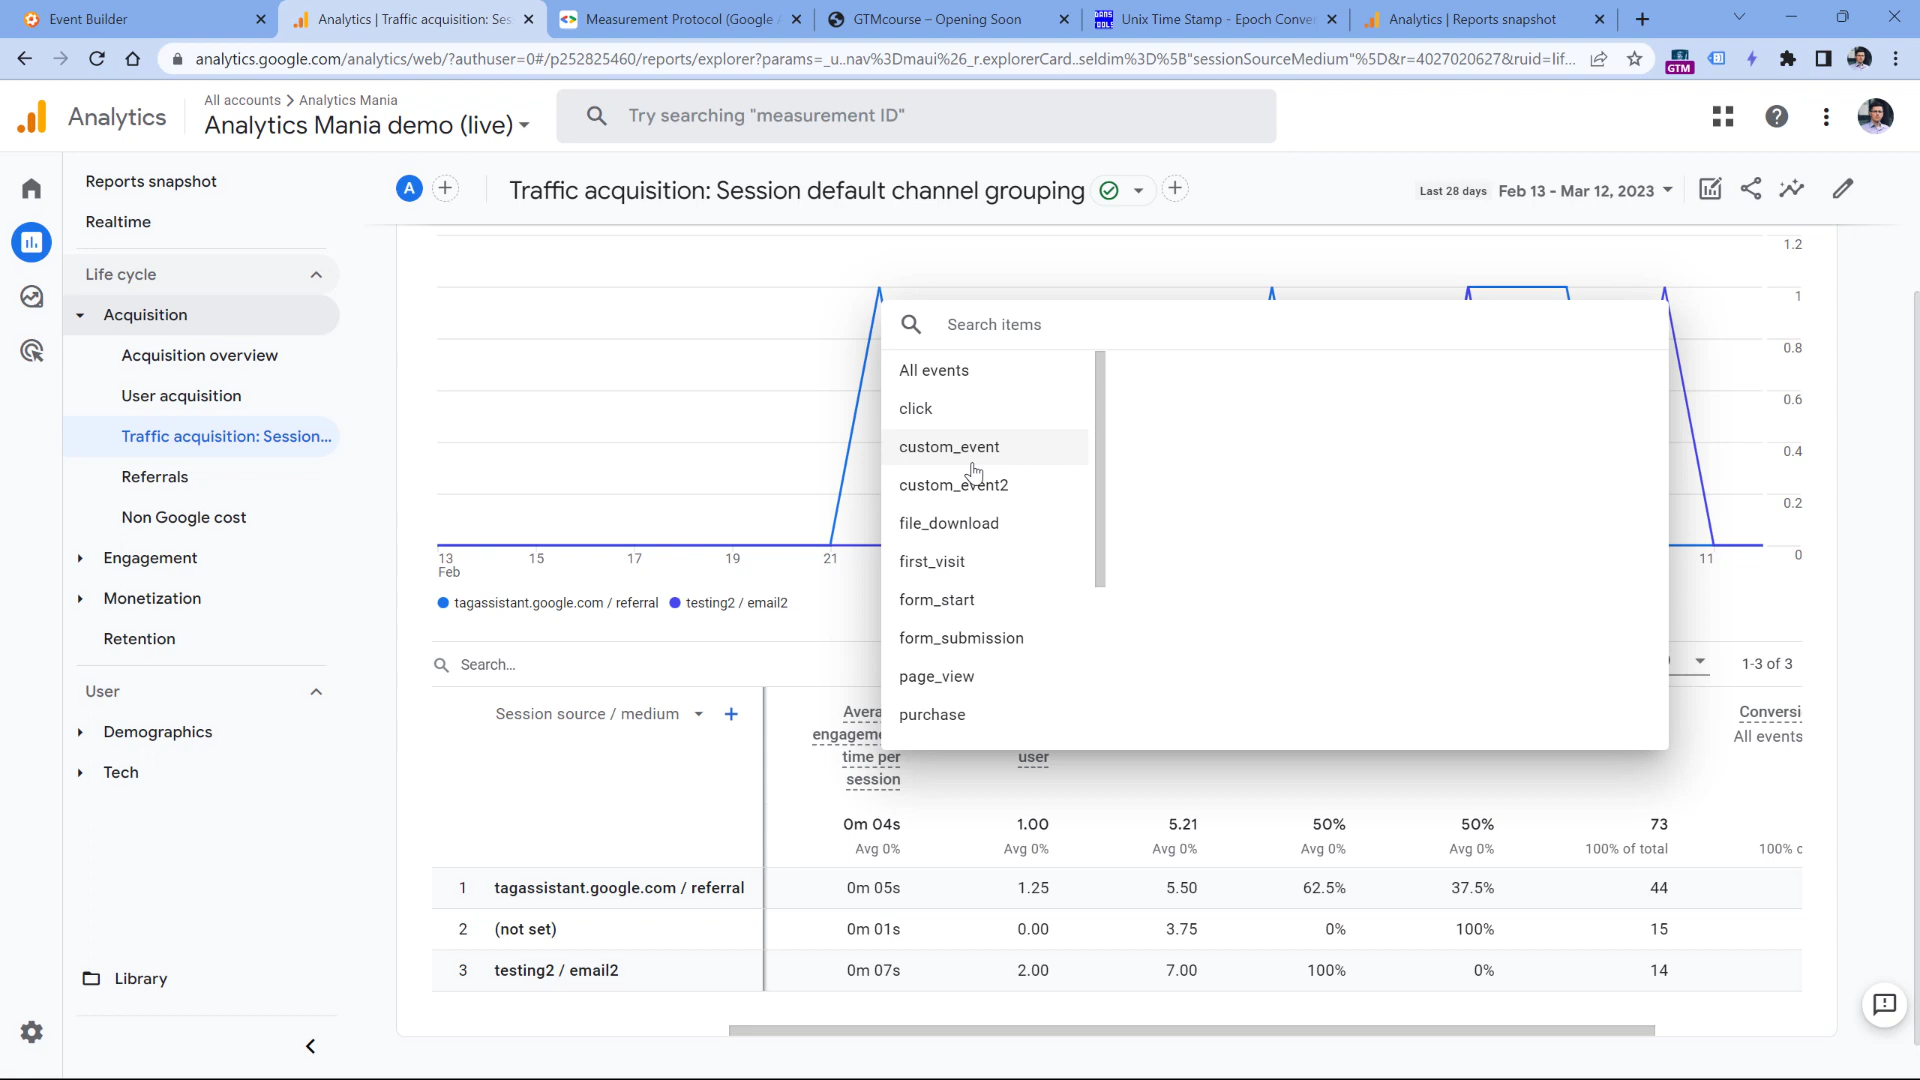 Event Builder
Analytics | Traffic acquisition: Ses
Measurement Protocol (Google A
GTMcourse – Opening Soon
DANS TOOLS
Unix Time Stamp - Epoch Conver
Analytics | Reports snapshot
analytics.google.com/analytics/web/?authuser=0#/p252825460/reports/explorer?params=_u..nav%3Dmaui%26_r.explorerCard..seldim%3D%5B"sessionSourceMedium"%5D&r=4027020627&ruid=lif...
GTM
Analytics
All accounts > Analytics Mania
Analytics Mania demo (live)
Try searching "measurement ID"
Reports snapshot
Realtime
Life cycle
Acquisition
Acquisition overview
User acquisition
Traffic acquisition: Session...
Referrals
Non Google cost
Engagement
Monetization
Retention
User
Demographics
Tech
Library
A
Traffic acquisition: Session default channel grouping
Last 28 days Feb 13 - Mar 12, 2023
1.2
1
0.8
0.6
0.4
0.2
0
13
Feb
15
17
19
21
11
tagassistant.google.com / referral
testing2 / email2
Search items
All events
click
custom_event
custom_event2
file_download
first_visit
form_start
form_submission
page_view
purchase
Search...
1-3 of 3
Session source / medium
Avera
engageme
time per
session
user
Conversi
All events
0m 04s 1.00 5.21 50% 50% 73
Avg 0% Avg 0% Avg 0% Avg 0% Avg 0% 100% of total 100% o
1 tagassistant.google.com / referral 0m 05s 1.25 5.50 62.5% 37.5% 44
2 (not set) 0m 01s 0.00 3.75 0% 100% 15
3 testing2 / email2 0m 07s 2.00 7.00 100% 0% 14